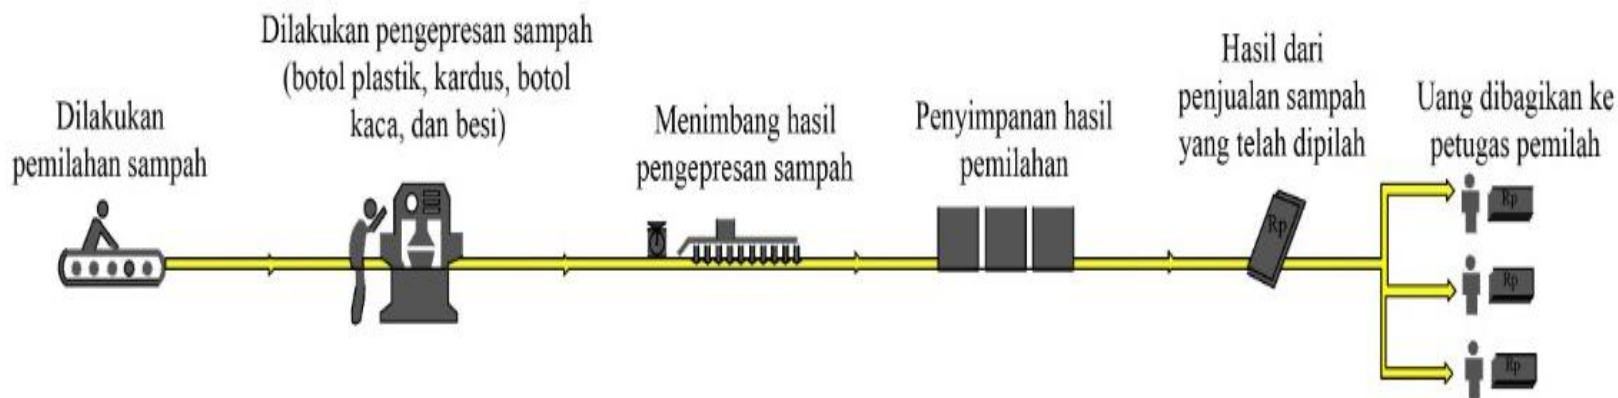 Dilakukan
pemilahan sampah
Dilakukan pengepresan sampah
(botol plastik, kardus, botol
kaca, dan besi)
Menimbang hasil
pengepresan sampah
Penyimpanan hasil
pemilahan
Hasil dari
penjualan sampah
yang telah dipilah
Rp
Uang dibagikan ke
petugas pemilah
Rp
Rp
Rp